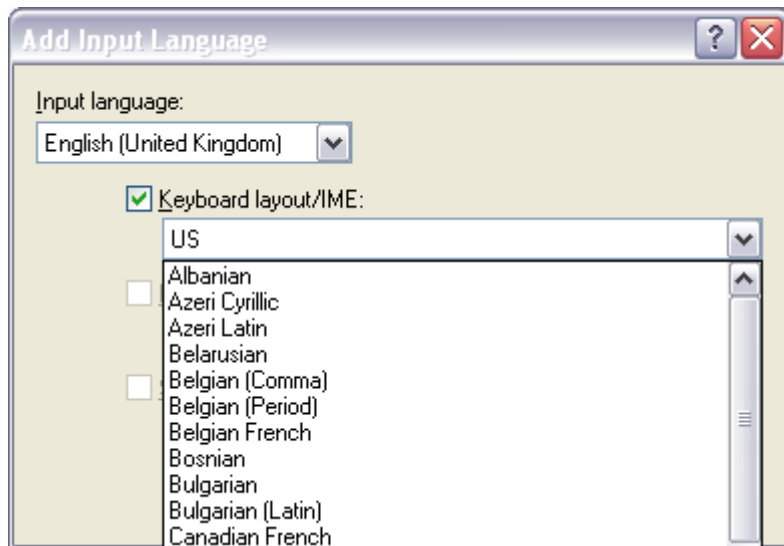 Add Input Language
Input language:
English (United Kingdom)
Keyboard layout/IME:
US
Albanian
Azeri Cyrillic
Azeri Latin
Belarusian
Belgian (Comma)
Belgian (Period)
Belgian French
Bosnian
Bulgarian
Bulgarian (Latin)
Canadian French